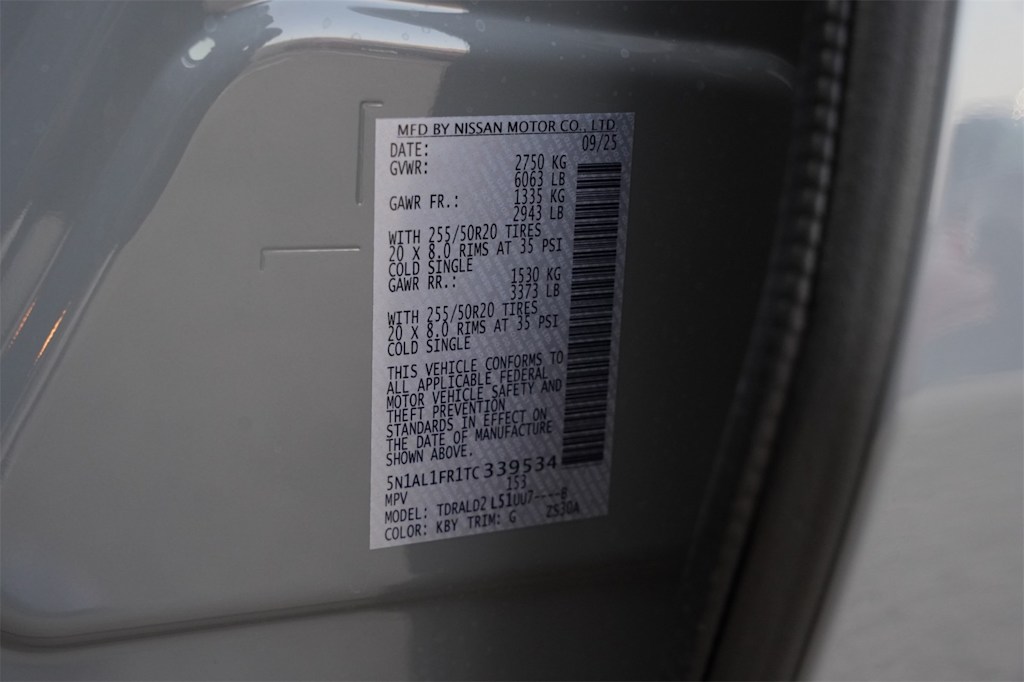 MFD BY NISSAN MOTOR CO., LTD
DATE: 09/25
GVWR: 2750 KG
6063 LB
GAWR FR.: 1335 KG
2943 LB
WITH 255/50R20 TIRES
20 X 8.0 RIMS AT 35 PSI
COLD SINGLE
GAWR RR.: 1530 KG
3373 LB
WITH 255/50R20 TIRES
20 X 8.0 RIMS AT 35 PSI
COLD SINGLE
THIS VEHICLE CONFORMS TO
ALL APPLICABLE FEDERAL
MOTOR VEHICLE SAFETY AND
THEFT PREVENTION
STANDARDS IN EFFECT ON
THE DATE OF MANUFACTURE
SHOWN ABOVE.
5N1AL1FR1TC339534
MPV 153
MODEL: TDRALD2 L51UU7----B
COLOR: KBY TRIM: G ZS3GA